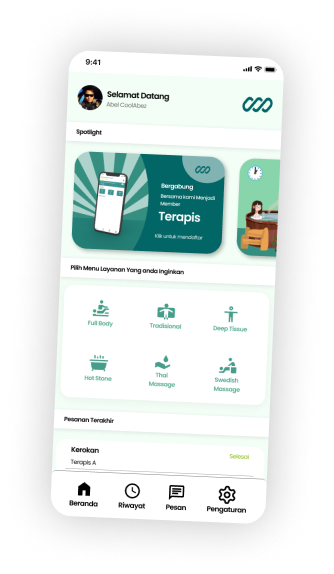 9:41
Selamat Datang
Abel CoolAbez
Spotlight
Bergabung
Bersama kami Menjadi
Member
Terapis
Klik untuk mendaftar
Pilih Menu Layanan Yang anda Inginkan
Full Body
Tradisional
Deep Tissue
Hot Stone
Thai
Massage
Swedish
Massage
Pesanan Terakhir
Kerokan
Selesai
Terapis A
Beranda
Riwayat
Pesan
Pengaturan